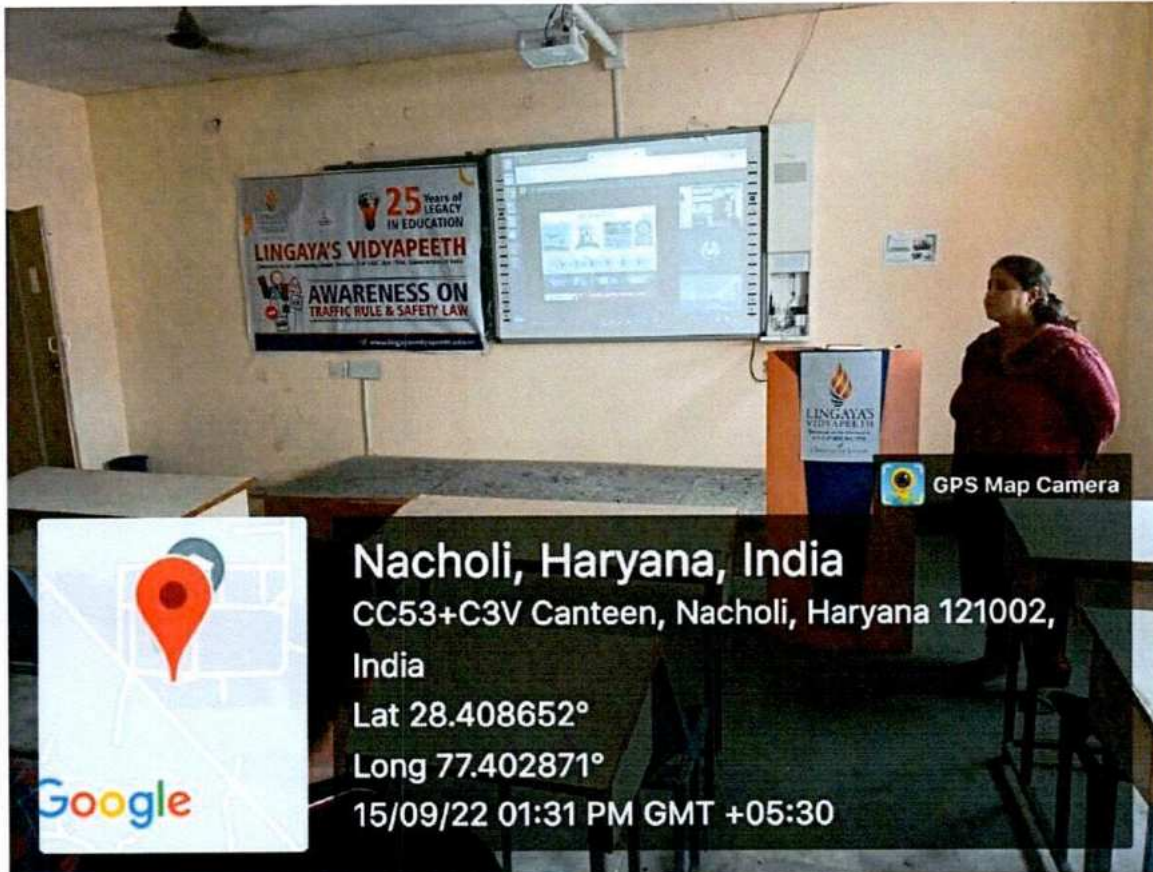 25 Years of
LEGACY
IN EDUCATION
LINGAYA'S VIDYAPEETH
AWARENESS ON
TRAFFIC RULE & SAFETY LAW
LINGAYA'S
VIDYAPEETH
GPS Map Camera
Nacholi, Haryana, India
CC53+C3V Canteen, Nacholi, Haryana 121002,
India
Lat 28.408652°
Long 77.402871°
15/09/22 01:31 PM GMT +05:30
Google